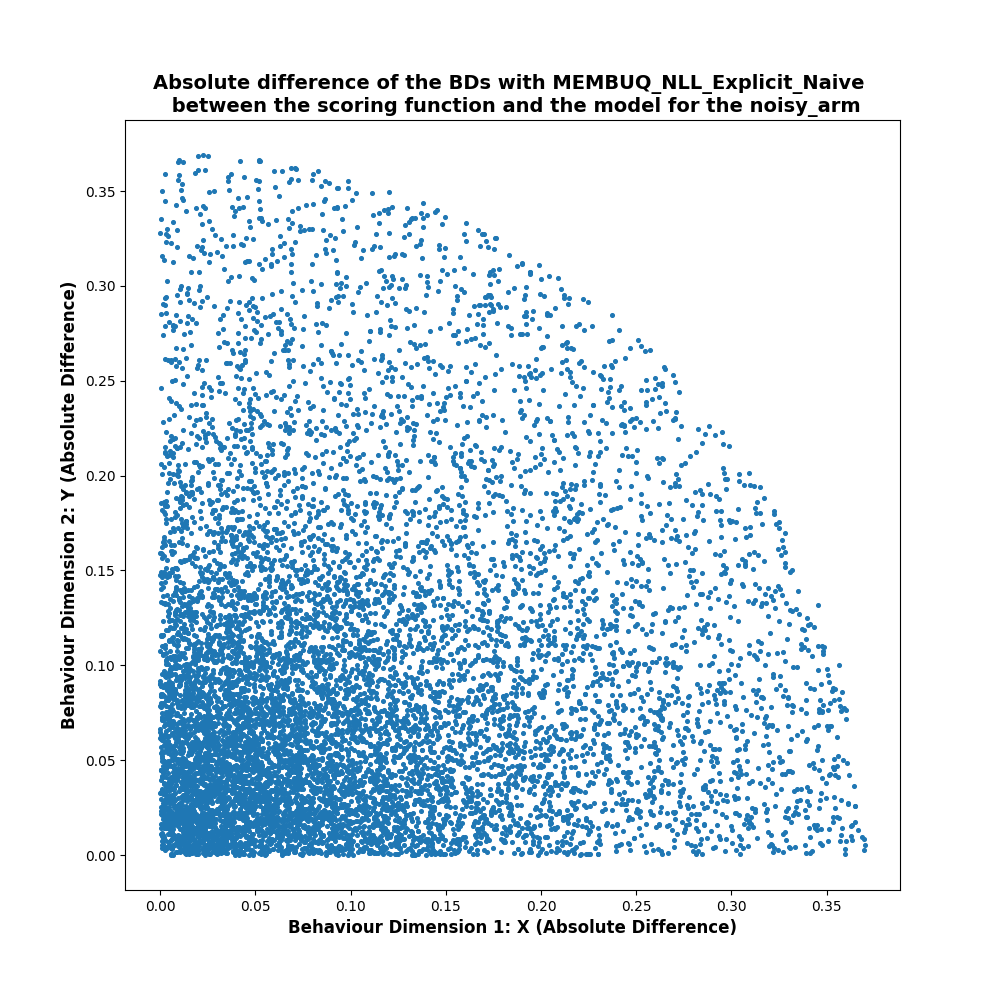 Absolute difference of the BDs with MEMBUQ_NLL_Explicit_Naive
between the scoring function and the model for the noisy_arm
0.35
0.30
0.25
0.20
0.15
0.10
0.05
0.00
Behaviour Dimension 2: Y (Absolute Difference)
0.00 0.05 0.10 0.15 0.20 0.25 0.30 0.35
Behaviour Dimension 1: X (Absolute Difference)